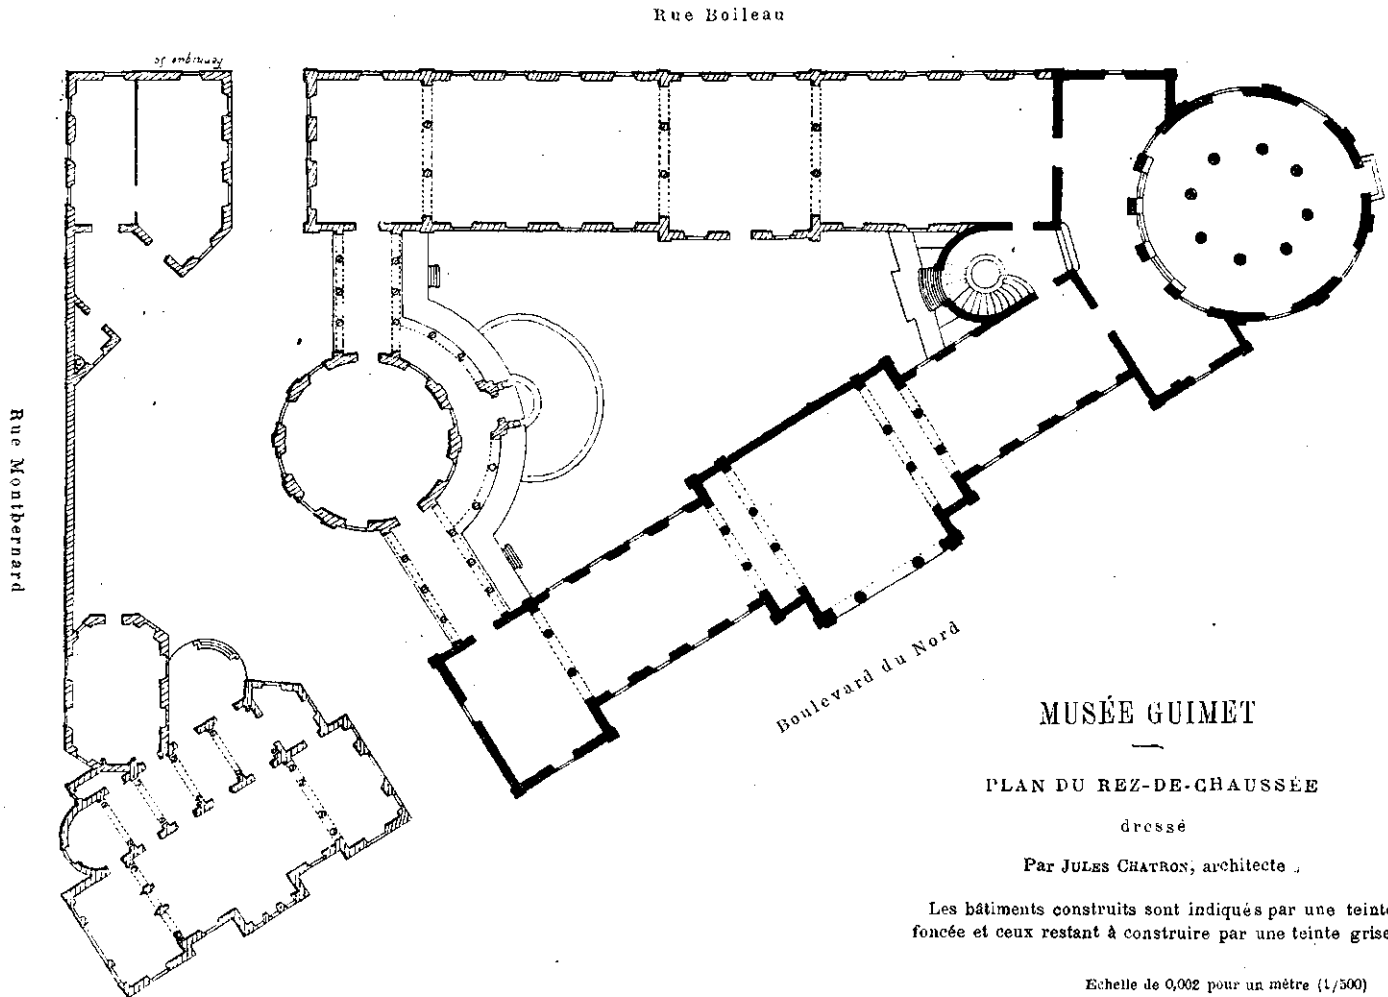 Rue Boileau
Rue Montbernard
Boulevard du Nord
MUSÉE GUIMET
PLAN DU REZ-DE-CHAUSSÉE
dressé
Par JULES CHATRON, architecte
Les bâtiments construits sont indiqués par une teinte
foncée et ceux restant à construire par une teinte grise
Echelle de 0,002 pour un mètre (1/500)